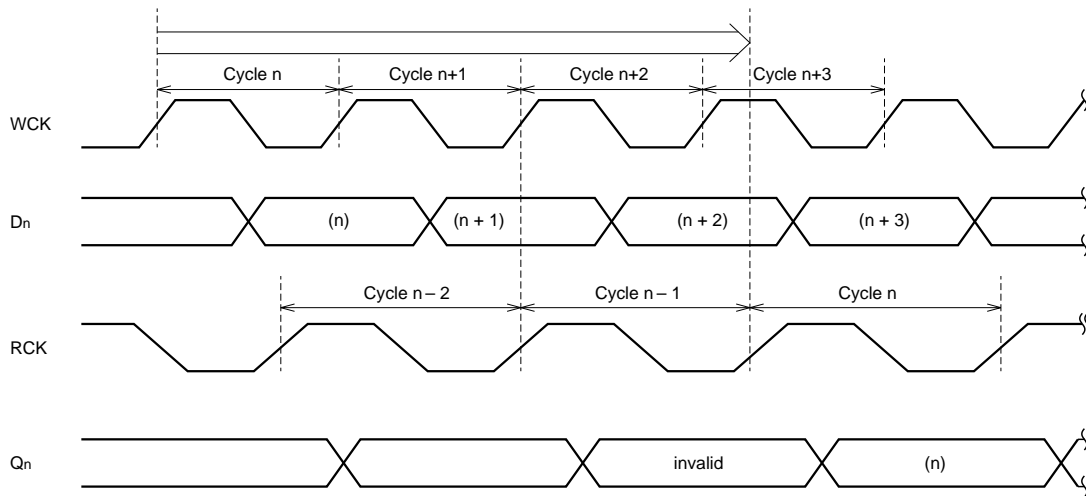 Cycle n Cycle n+1 Cycle n+2 Cycle n+3
WCK
Dn (n) (n + 1) (n + 2) (n + 3)
Cycle n – 2 Cycle n – 1 Cycle n
RCK
Qn invalid (n)